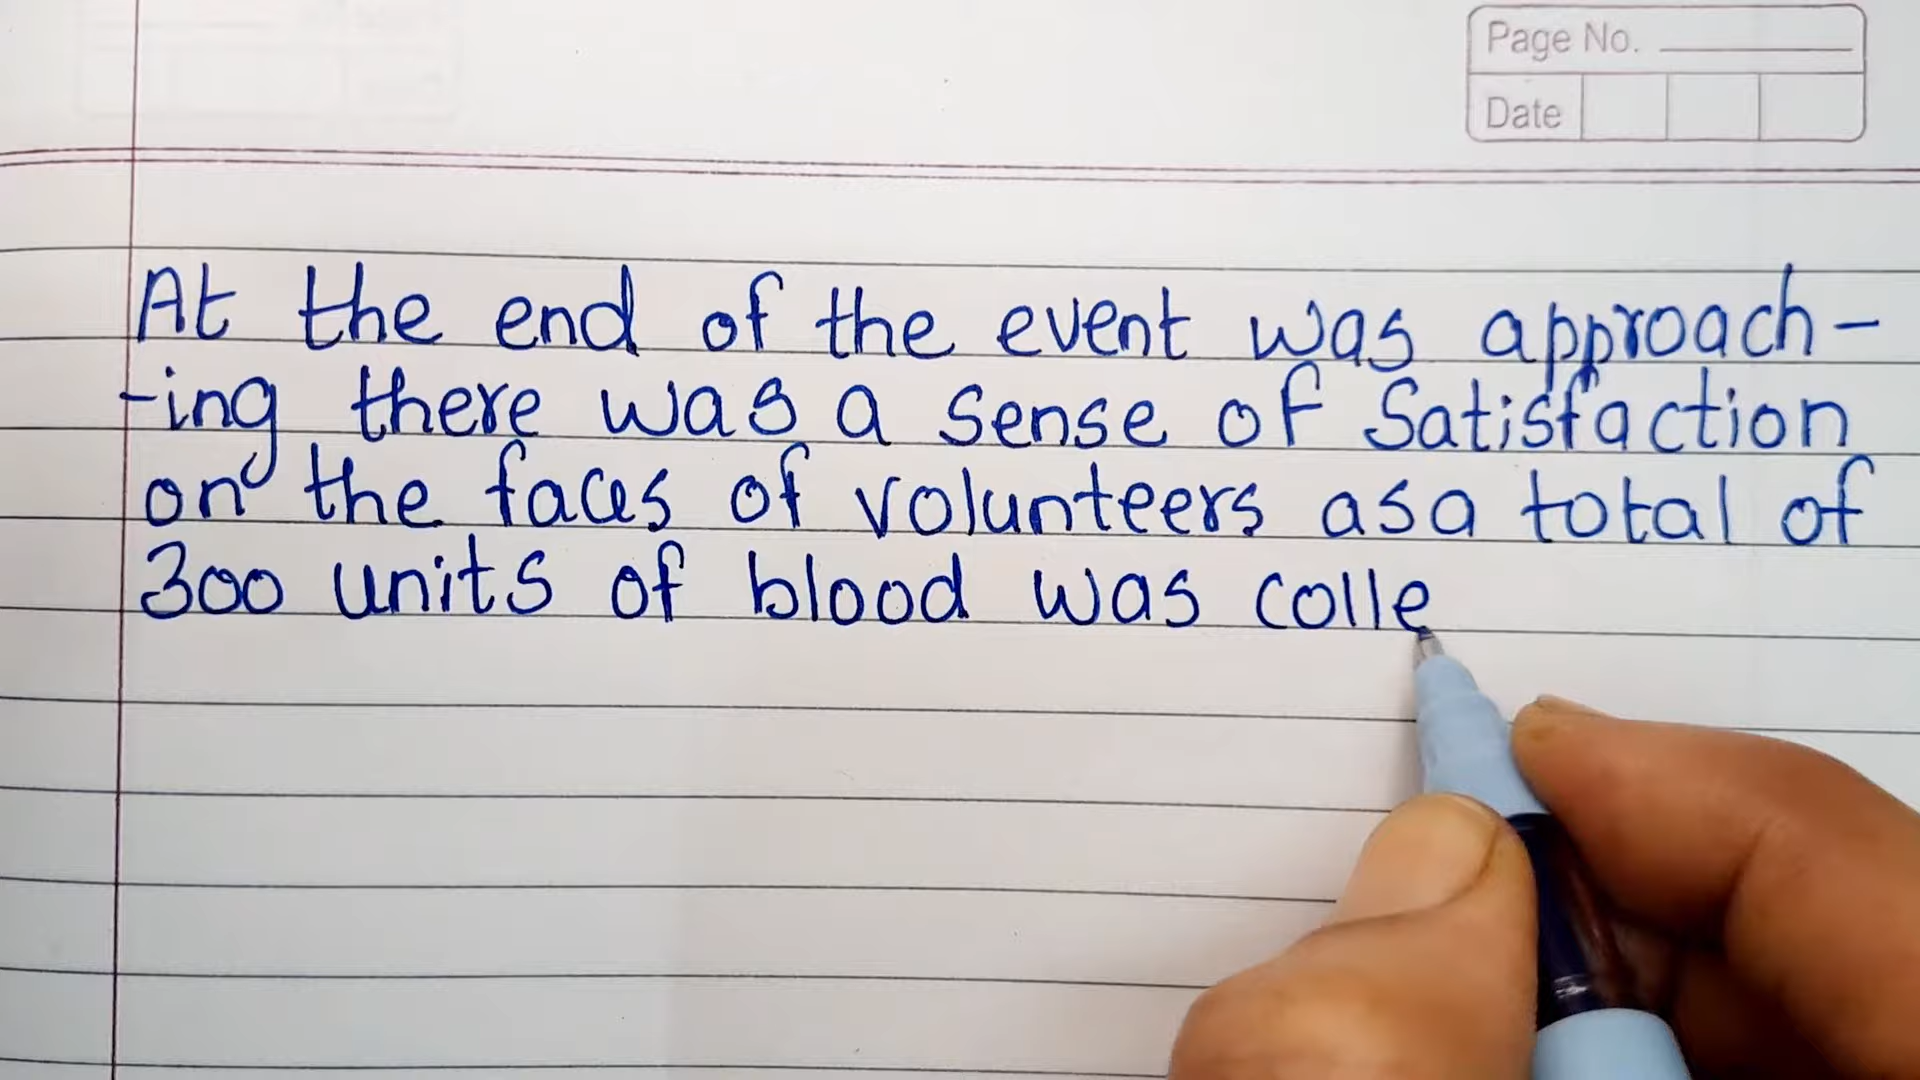 Page No.
Date
At the end of the event was approach-
-ing there was a sense of Satisfaction
on the faces of volunteers as a total of
300 units of blood was colle